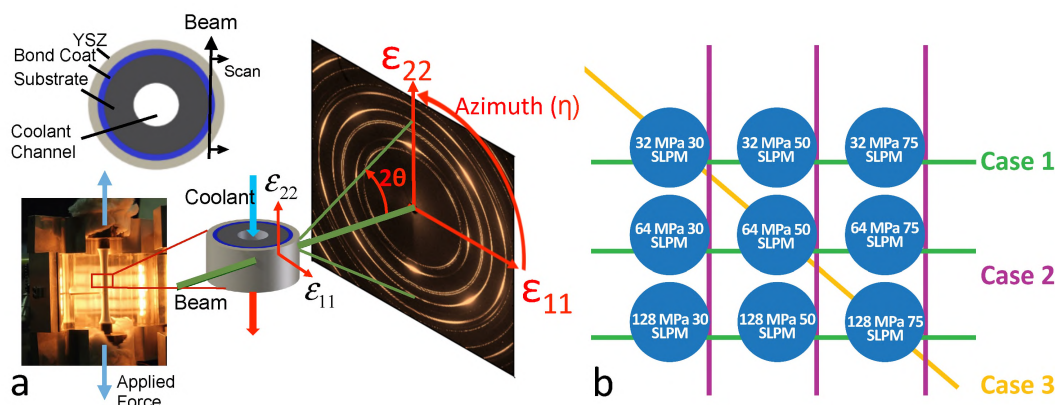 YSZ
Bond Coat
Substrate
Coolant
Channel
Beam
Scan
ε22
Azimuth (η)
2θ
Coolant
ε22
ε11
ε11
Beam
Applied
Force
a
32 MPa 30
SLPM
32 MPa 50
SLPM
32 MPa 75
SLPM
Case 1
64 MPa 30
SLPM
64 MPa 50
SLPM
64 MPa 75
SLPM
Case 2
128 MPa 30
SLPM
128 MPa 50
SLPM
128 MPa 75
SLPM
Case 3
b